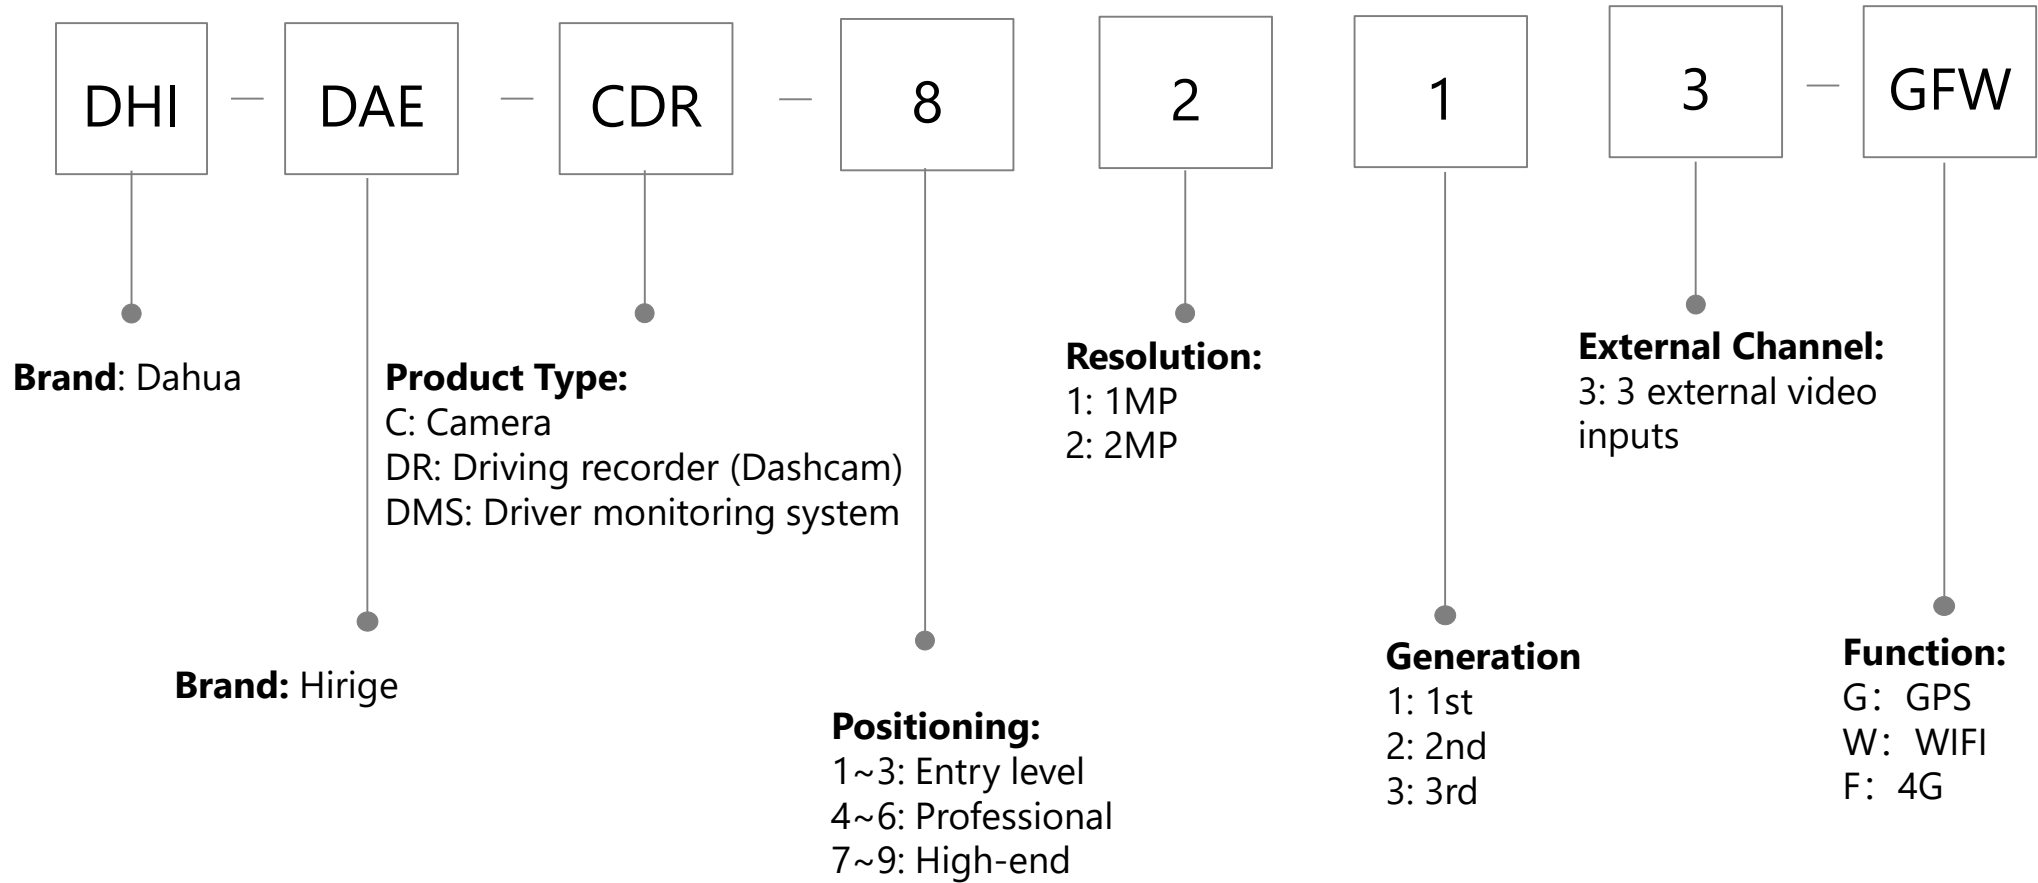 DHI — DAE — CDR — 8 2 1 3 — GFW
Brand: Dahua
Brand: Hirige
Product Type:
C: Camera
DR: Driving recorder (Dashcam)
DMS: Driver monitoring system
Positioning:
1~3: Entry level
4~6: Professional
7~9: High-end
Resolution:
1: 1MP
2: 2MP
Generation
1: 1st
2: 2nd
3: 3rd
External Channel:
3: 3 external video
inputs
Function:
G： GPS
W： WIFI
F： 4G